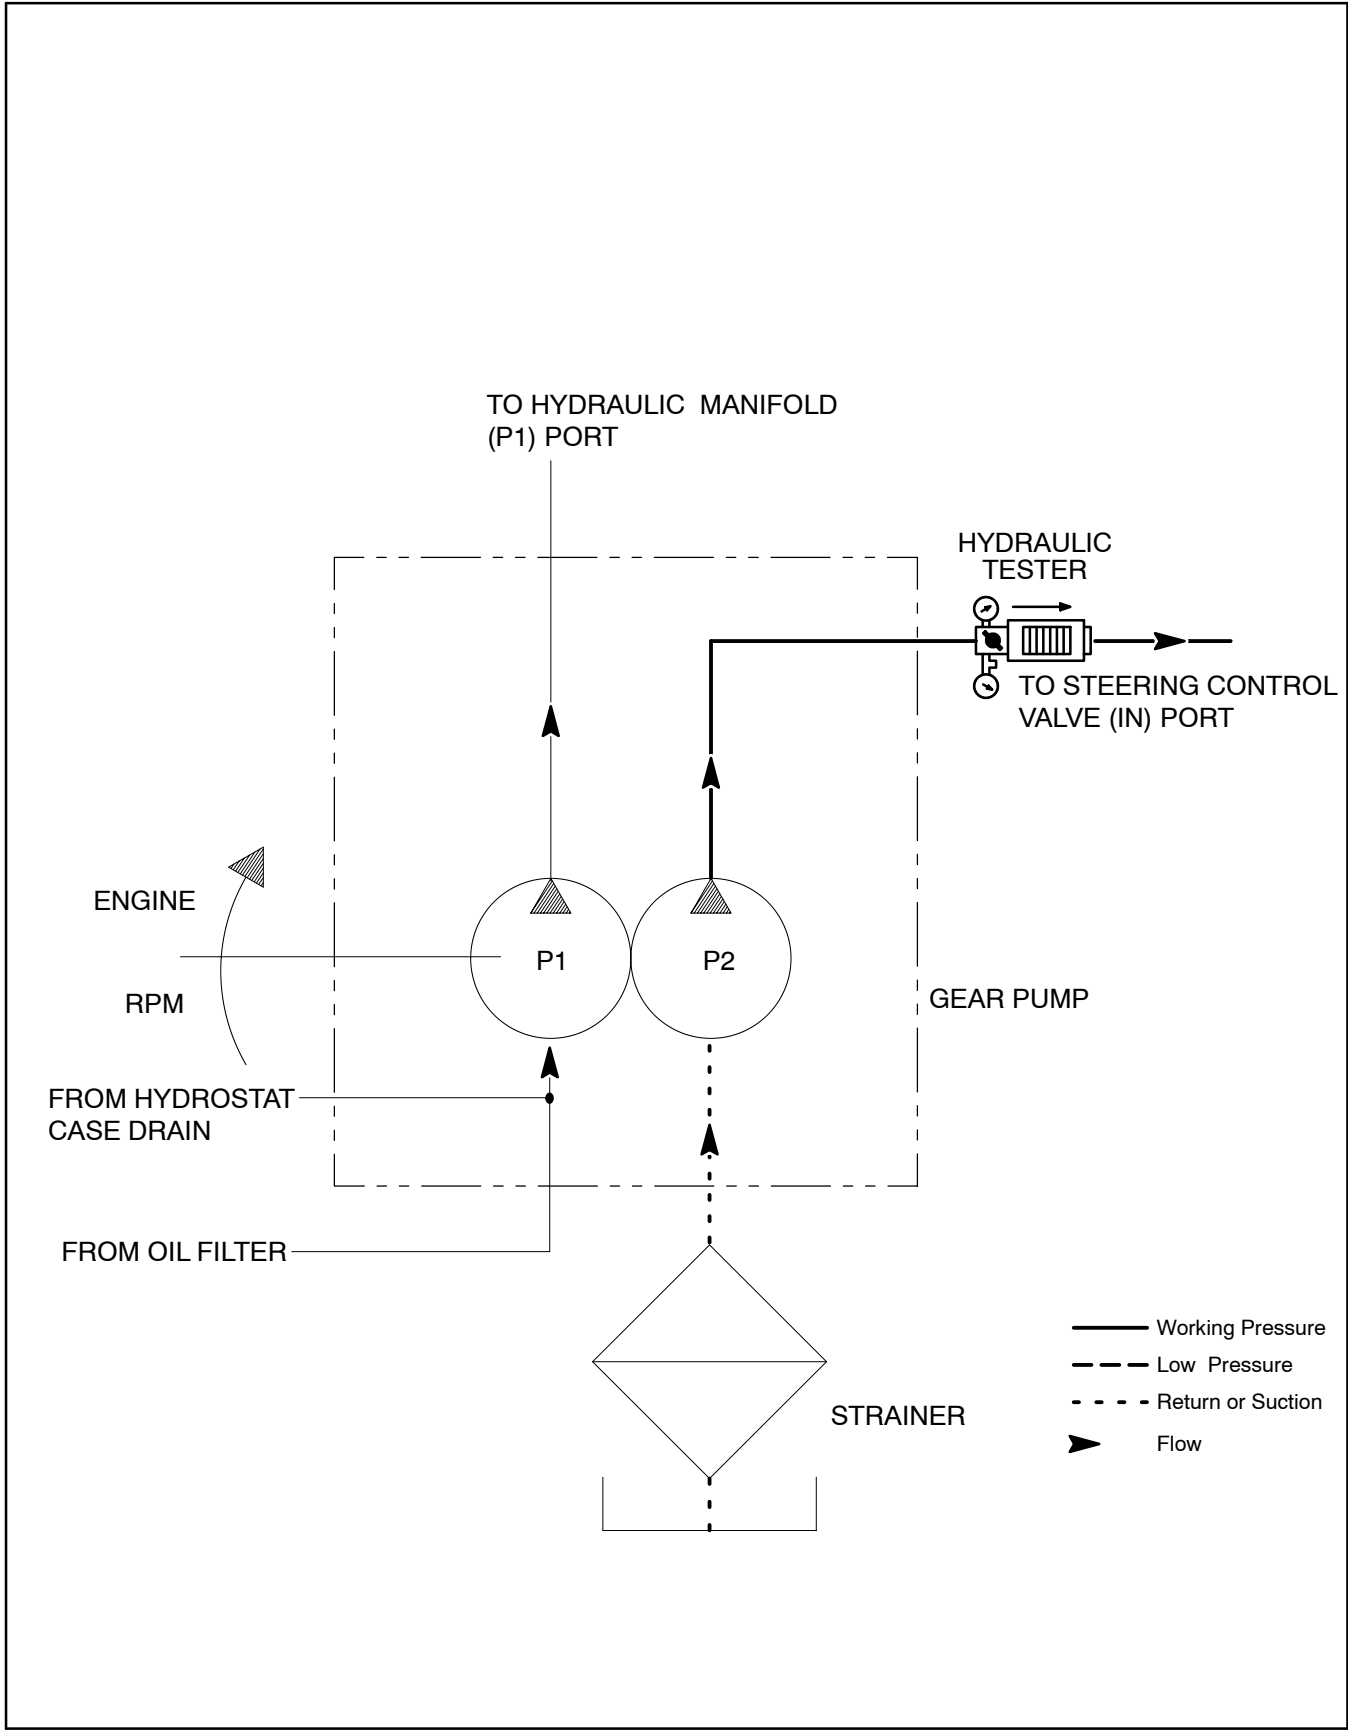 TO HYDRAULIC MANIFOLD
(P1) PORT
HYDRAULIC
TESTER
TO STEERING CONTROL
VALVE (IN) PORT
ENGINE
RPM
P1
P2
GEAR PUMP
FROM HYDROSTAT
CASE DRAIN
FROM OIL FILTER
STRAINER
Working Pressure
Low Pressure
Return or Suction
Flow